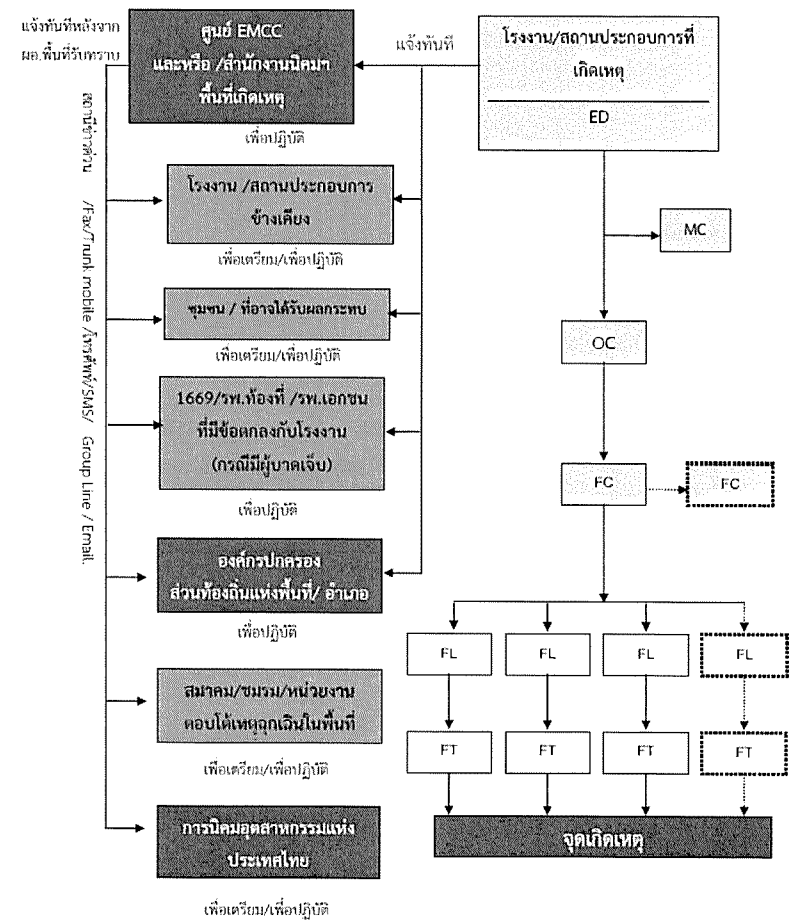 แจ้งทันทีหลังจาก
ผอ.พื้นที่รับทราบ
ศูนย์ EMCC
และหรือ /สำนักงานนิคมฯ
พื้นที่เกิดเหตุ
เพื่อปฏิบัติ
แจ้งทันที
โรงงาน/สถานประกอบการที่
เกิดเหตุ
ED
สถานีข่าวด่วน /Fax/Trunk mobile /โทรศัพท์/SMS/ Group Line / Email.
โรงงาน /สถานประกอบการ
ข้างเคียง
เพื่อเตรียม/เพื่อปฏิบัติ
MC
ชุมชน / ที่อาจได้รับผลกระทบ
เพื่อเตรียม/เพื่อปฏิบัติ
OC
1669/รพ.ท้องที่ /รพ.เอกชน
ที่มีข้อตกลงกับโรงงาน
(กรณีมีผู้บาดเจ็บ)
เพื่อปฏิบัติ
FC
FC
องค์กรปกครอง
ส่วนท้องถิ่นแห่งพื้นที่/ อำเภอ
เพื่อปฏิบัติ
FL
FL
FL
FL
สมาคม/ชมรม/หน่วยงาน
ตอบโต้เหตุฉุกเฉินในพื้นที่
เพื่อเตรียม/เพื่อปฏิบัติ
FT
FT
FT
FT
การนิคมอุตสาหกรรมแห่ง
ประเทศไทย
เพื่อเตรียม/เพื่อปฏิบัติ
จุดเกิดเหตุ